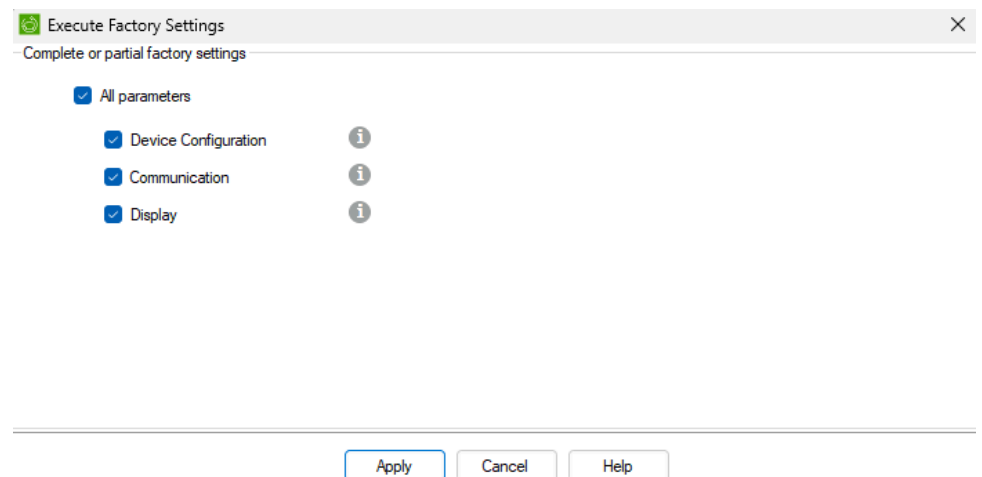 Execute Factory Settings
Complete or partial factory settings
All parameters
Device Configuration
Communication
Display
Apply Cancel Help